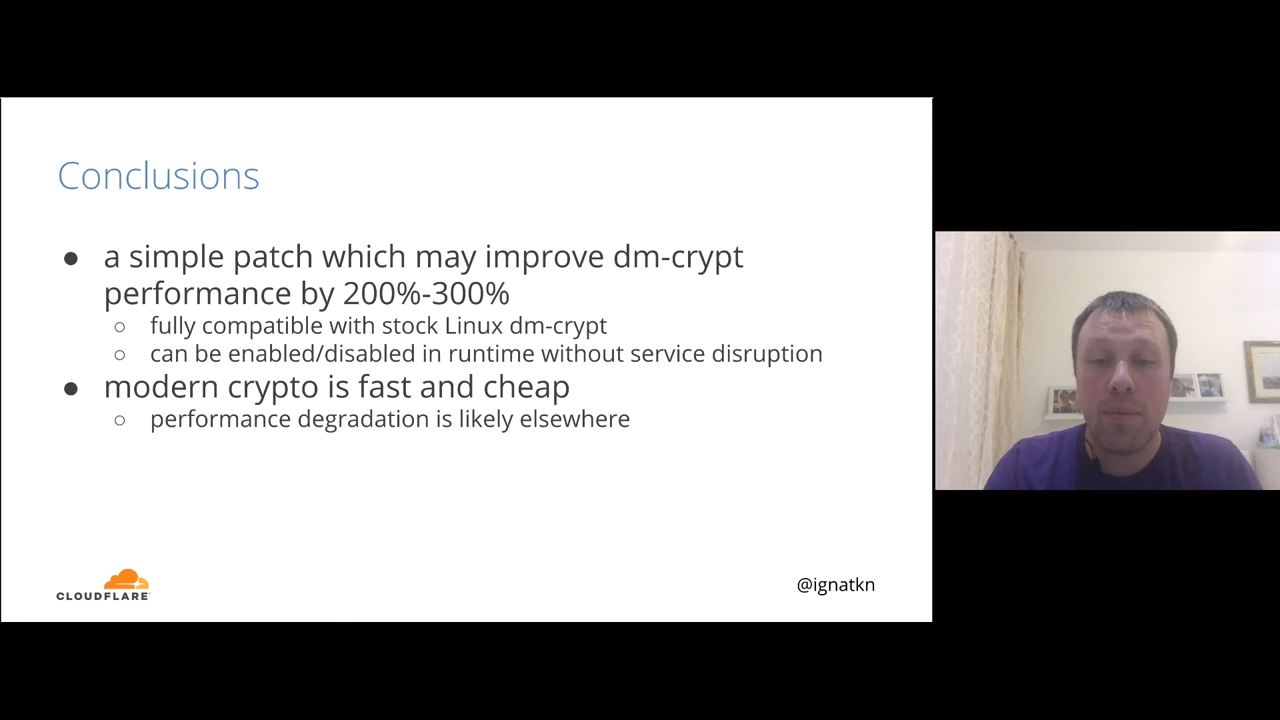 Conclusions
● a simple patch which may improve dm-crypt
performance by 200%-300%
○ fully compatible with stock Linux dm-crypt
○ can be enabled/disabled in runtime without service disruption
● modern crypto is fast and cheap
○ performance degradation is likely elsewhere
CLOUDFLARE
@ignatkn